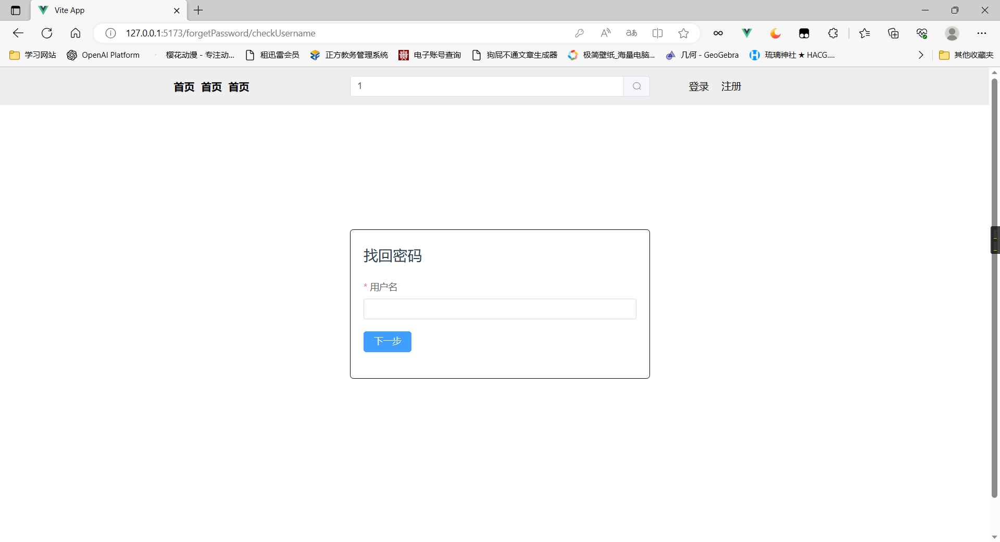 Vite App
127.0.0.1:5173/forgetPassword/checkUsername
学习网站 OpenAI Platform 樱花动漫 - 专注动... 租迅雷会员 正方教务管理系统 电子账号查询 狗屁不通文章生成器 极简壁纸_海量电脑... 几何 - GeoGebra 琉璃神社 ★ HACG.... 其他收藏夹
首页 首页 首页 1 登录 注册
找回密码
* 用户名
下一步